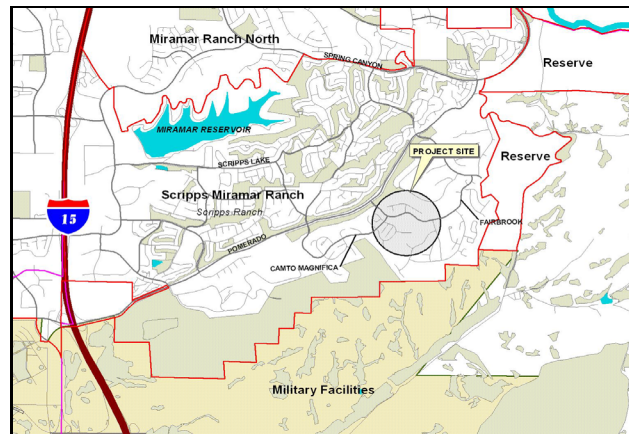 Miramar Ranch North
SPRING CANYON
Reserve
MIRAMAR RESERVOIR
PROJECT SITE
Reserve
SCRIPPS LAKE
Scripps Miramar Ranch
Scripps Ranch
15
FAIRBROOK
POMERADO
CAMTO MAGNIFICA
Military Facilities